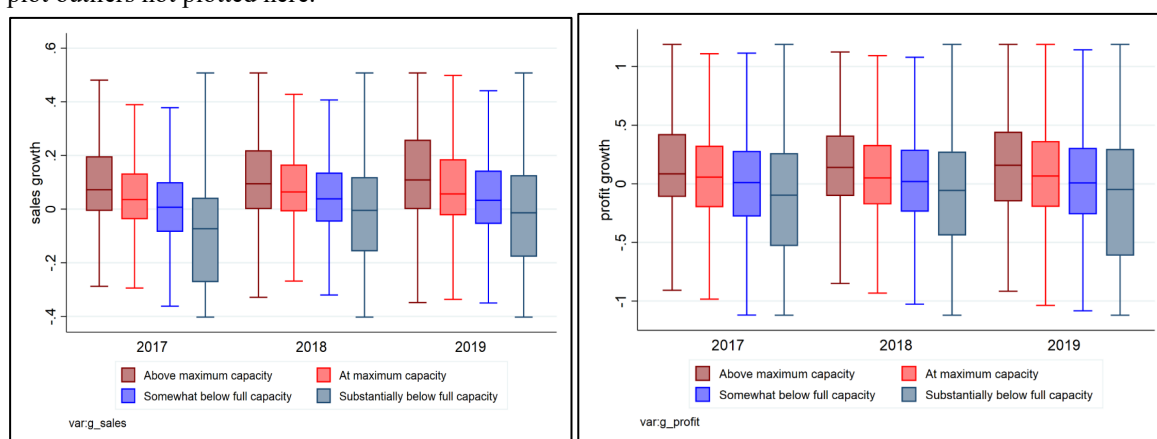 plot outliers not plotted here.
.6
.4
.2
0
-.2
-.4
sales growth
2017 2018 2019
Above maximum capacity At maximum capacity
Somewhat below full capacity Substantially below full capacity
var:g_sales
1
.5
0
-.5
-1
profit growth
2017 2018 2019
Above maximum capacity At maximum capacity
Somewhat below full capacity Substantially below full capacity
var:g_profit